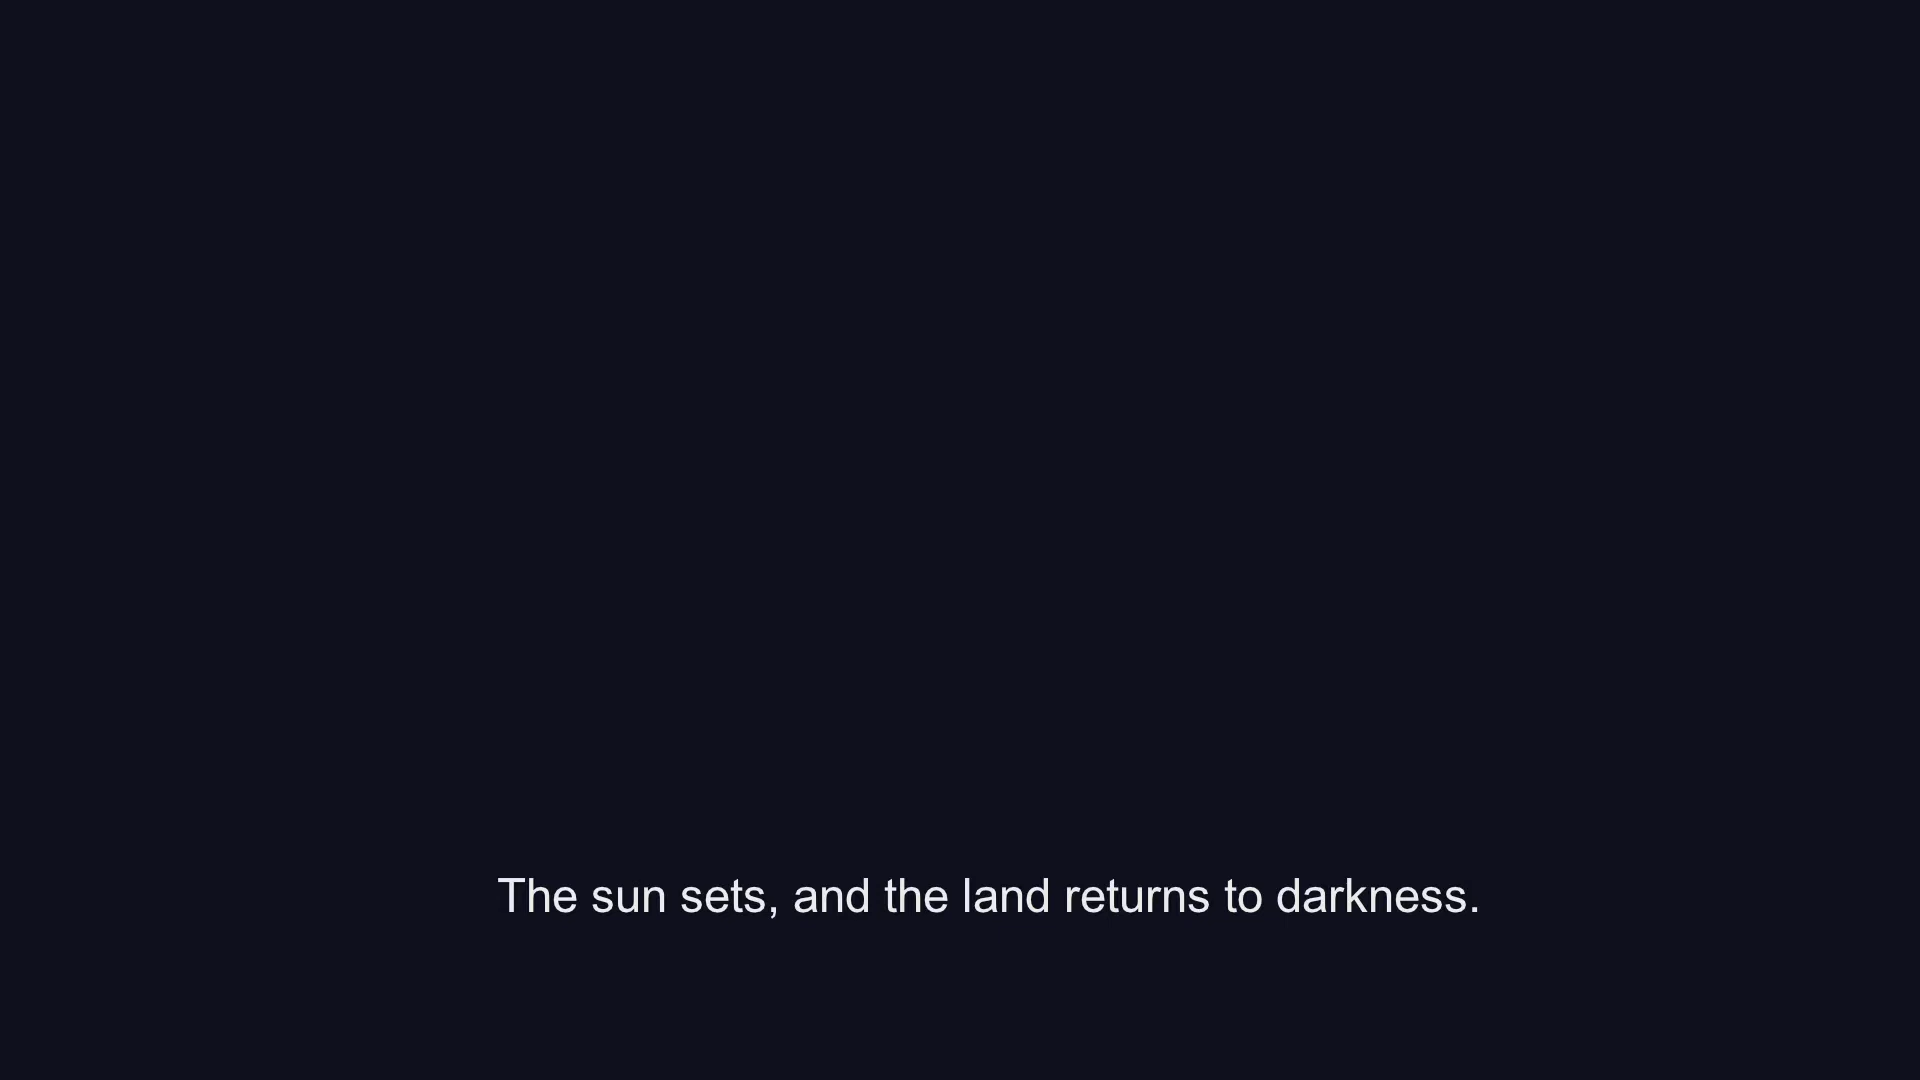 The sun sets, and the land returns to darkness.